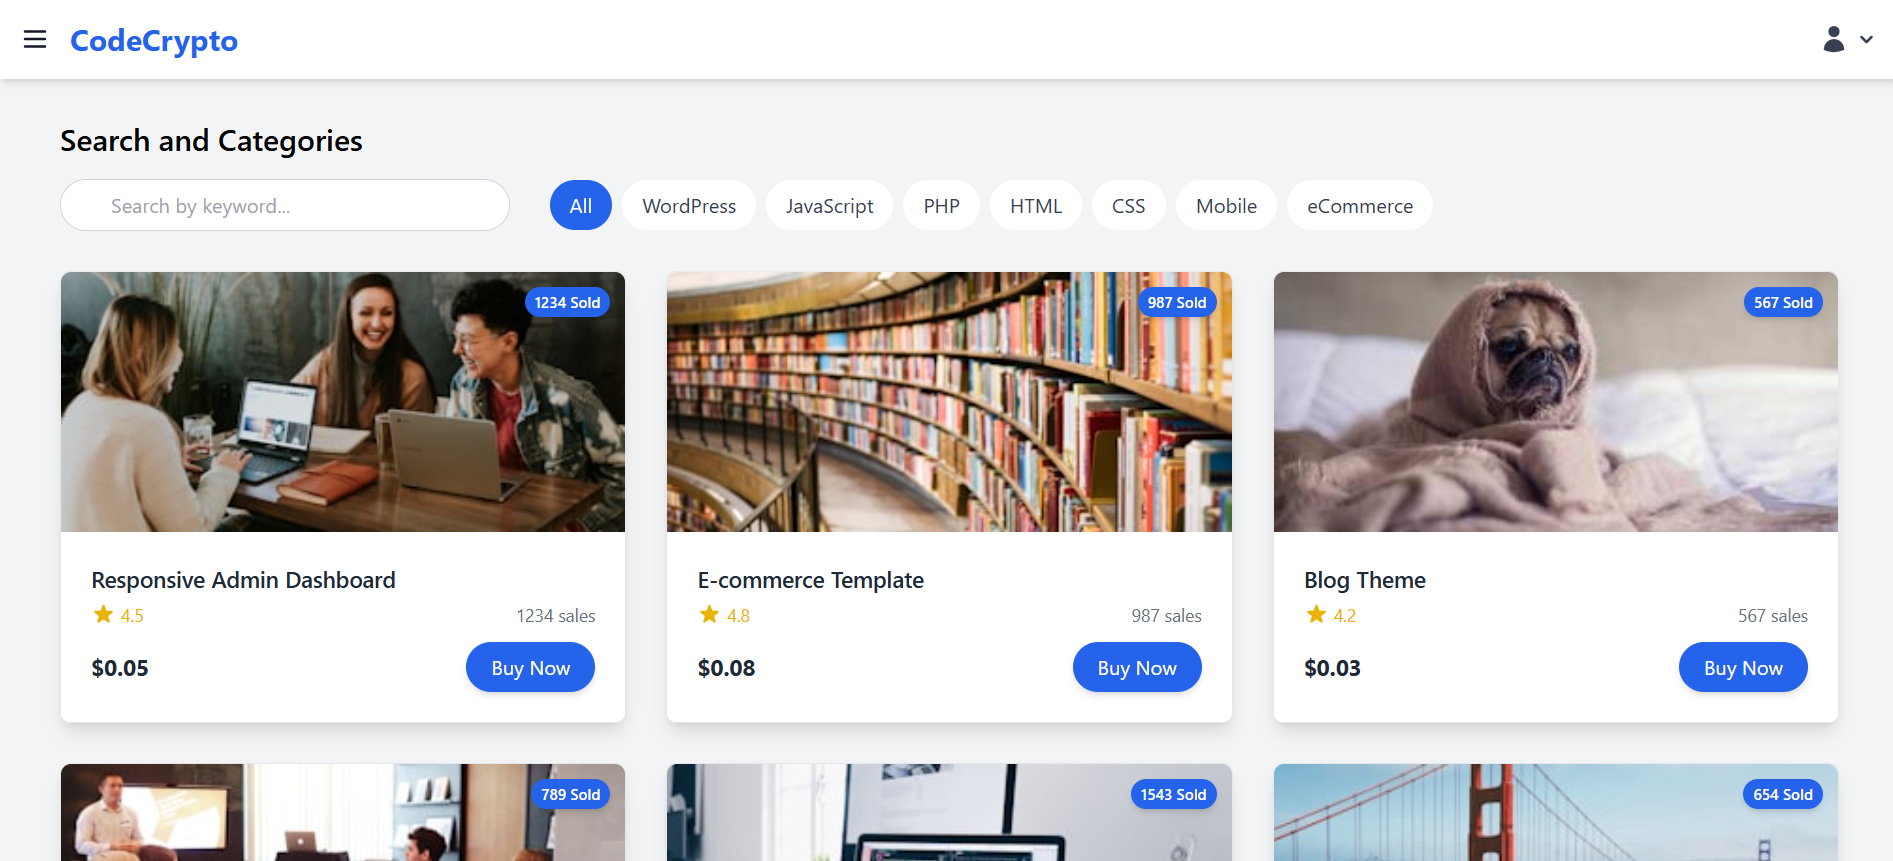 CodeCrypto
Search and Categories
Search by keyword...
All
WordPress
JavaScript
PHP
HTML
CSS
Mobile
eCommerce
1234 Sold
987 Sold
567 Sold
Responsive Admin Dashboard
4.5
1234 sales
$0.05
Buy Now
E-commerce Template
4.8
987 sales
$0.08
Buy Now
Blog Theme
4.2
567 sales
$0.03
Buy Now
789 Sold
1543 Sold
654 Sold